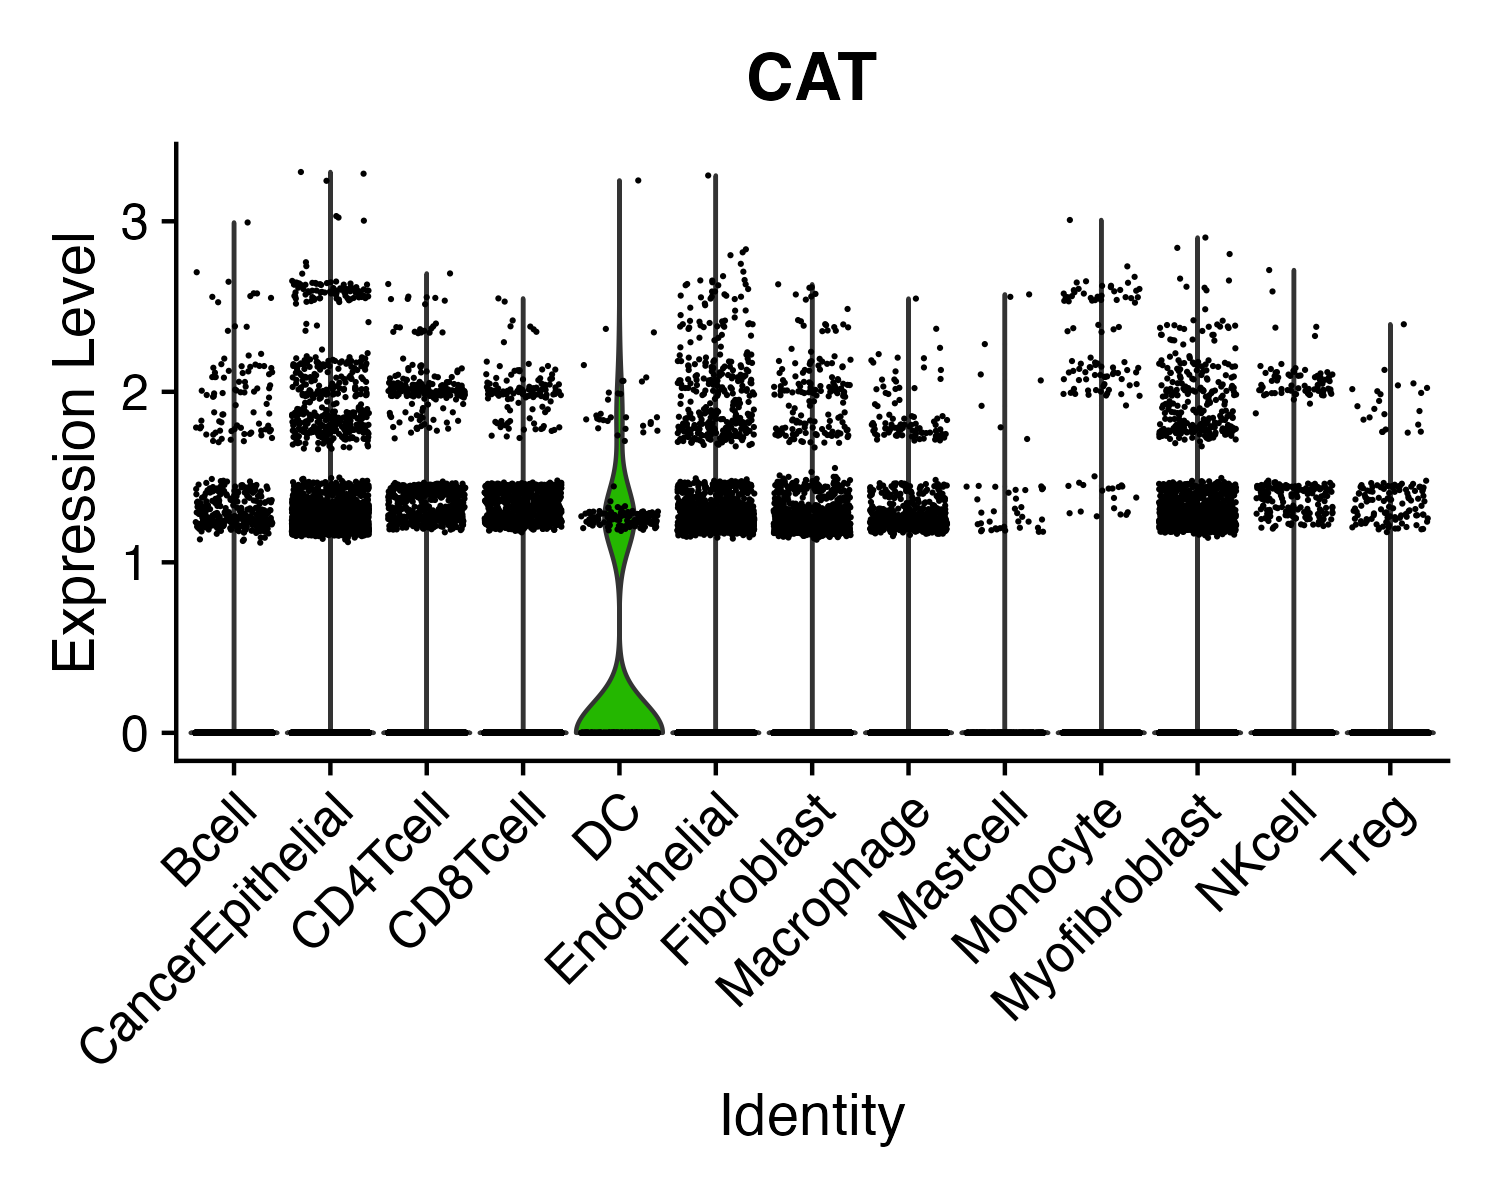 CAT
Expression Level
3
2
1
0
Bcell
CancerEpithelial
CD4Tcell
CD8Tcell
DC
Endothelial
Fibroblast
Macrophage
Mastcell
Monocyte
Myofibroblast
NKcell
Treg
Identity